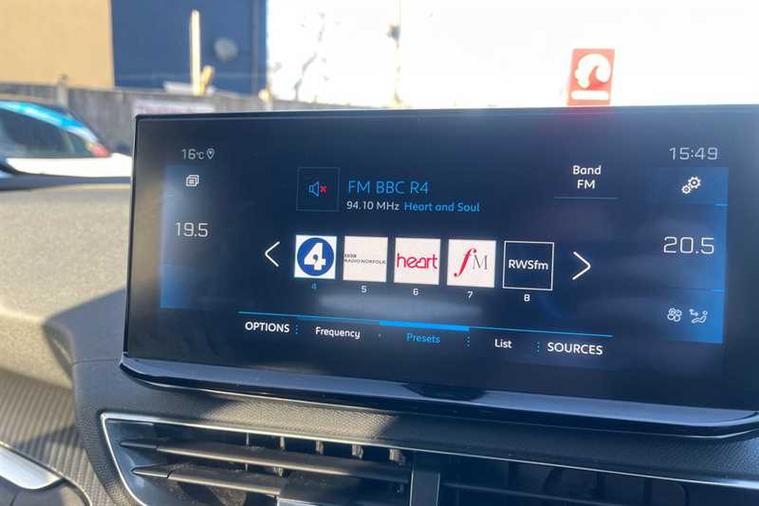 16°C
15:49
FM BBC R4
Band
FM
94.10 MHz Heart and Soul
19.5
20.5
4
BBC
RADIO NORFOLK
heart
fM
RWSfm
4
5
6
7
8
OPTIONS
Frequency
Presets
List
SOURCES